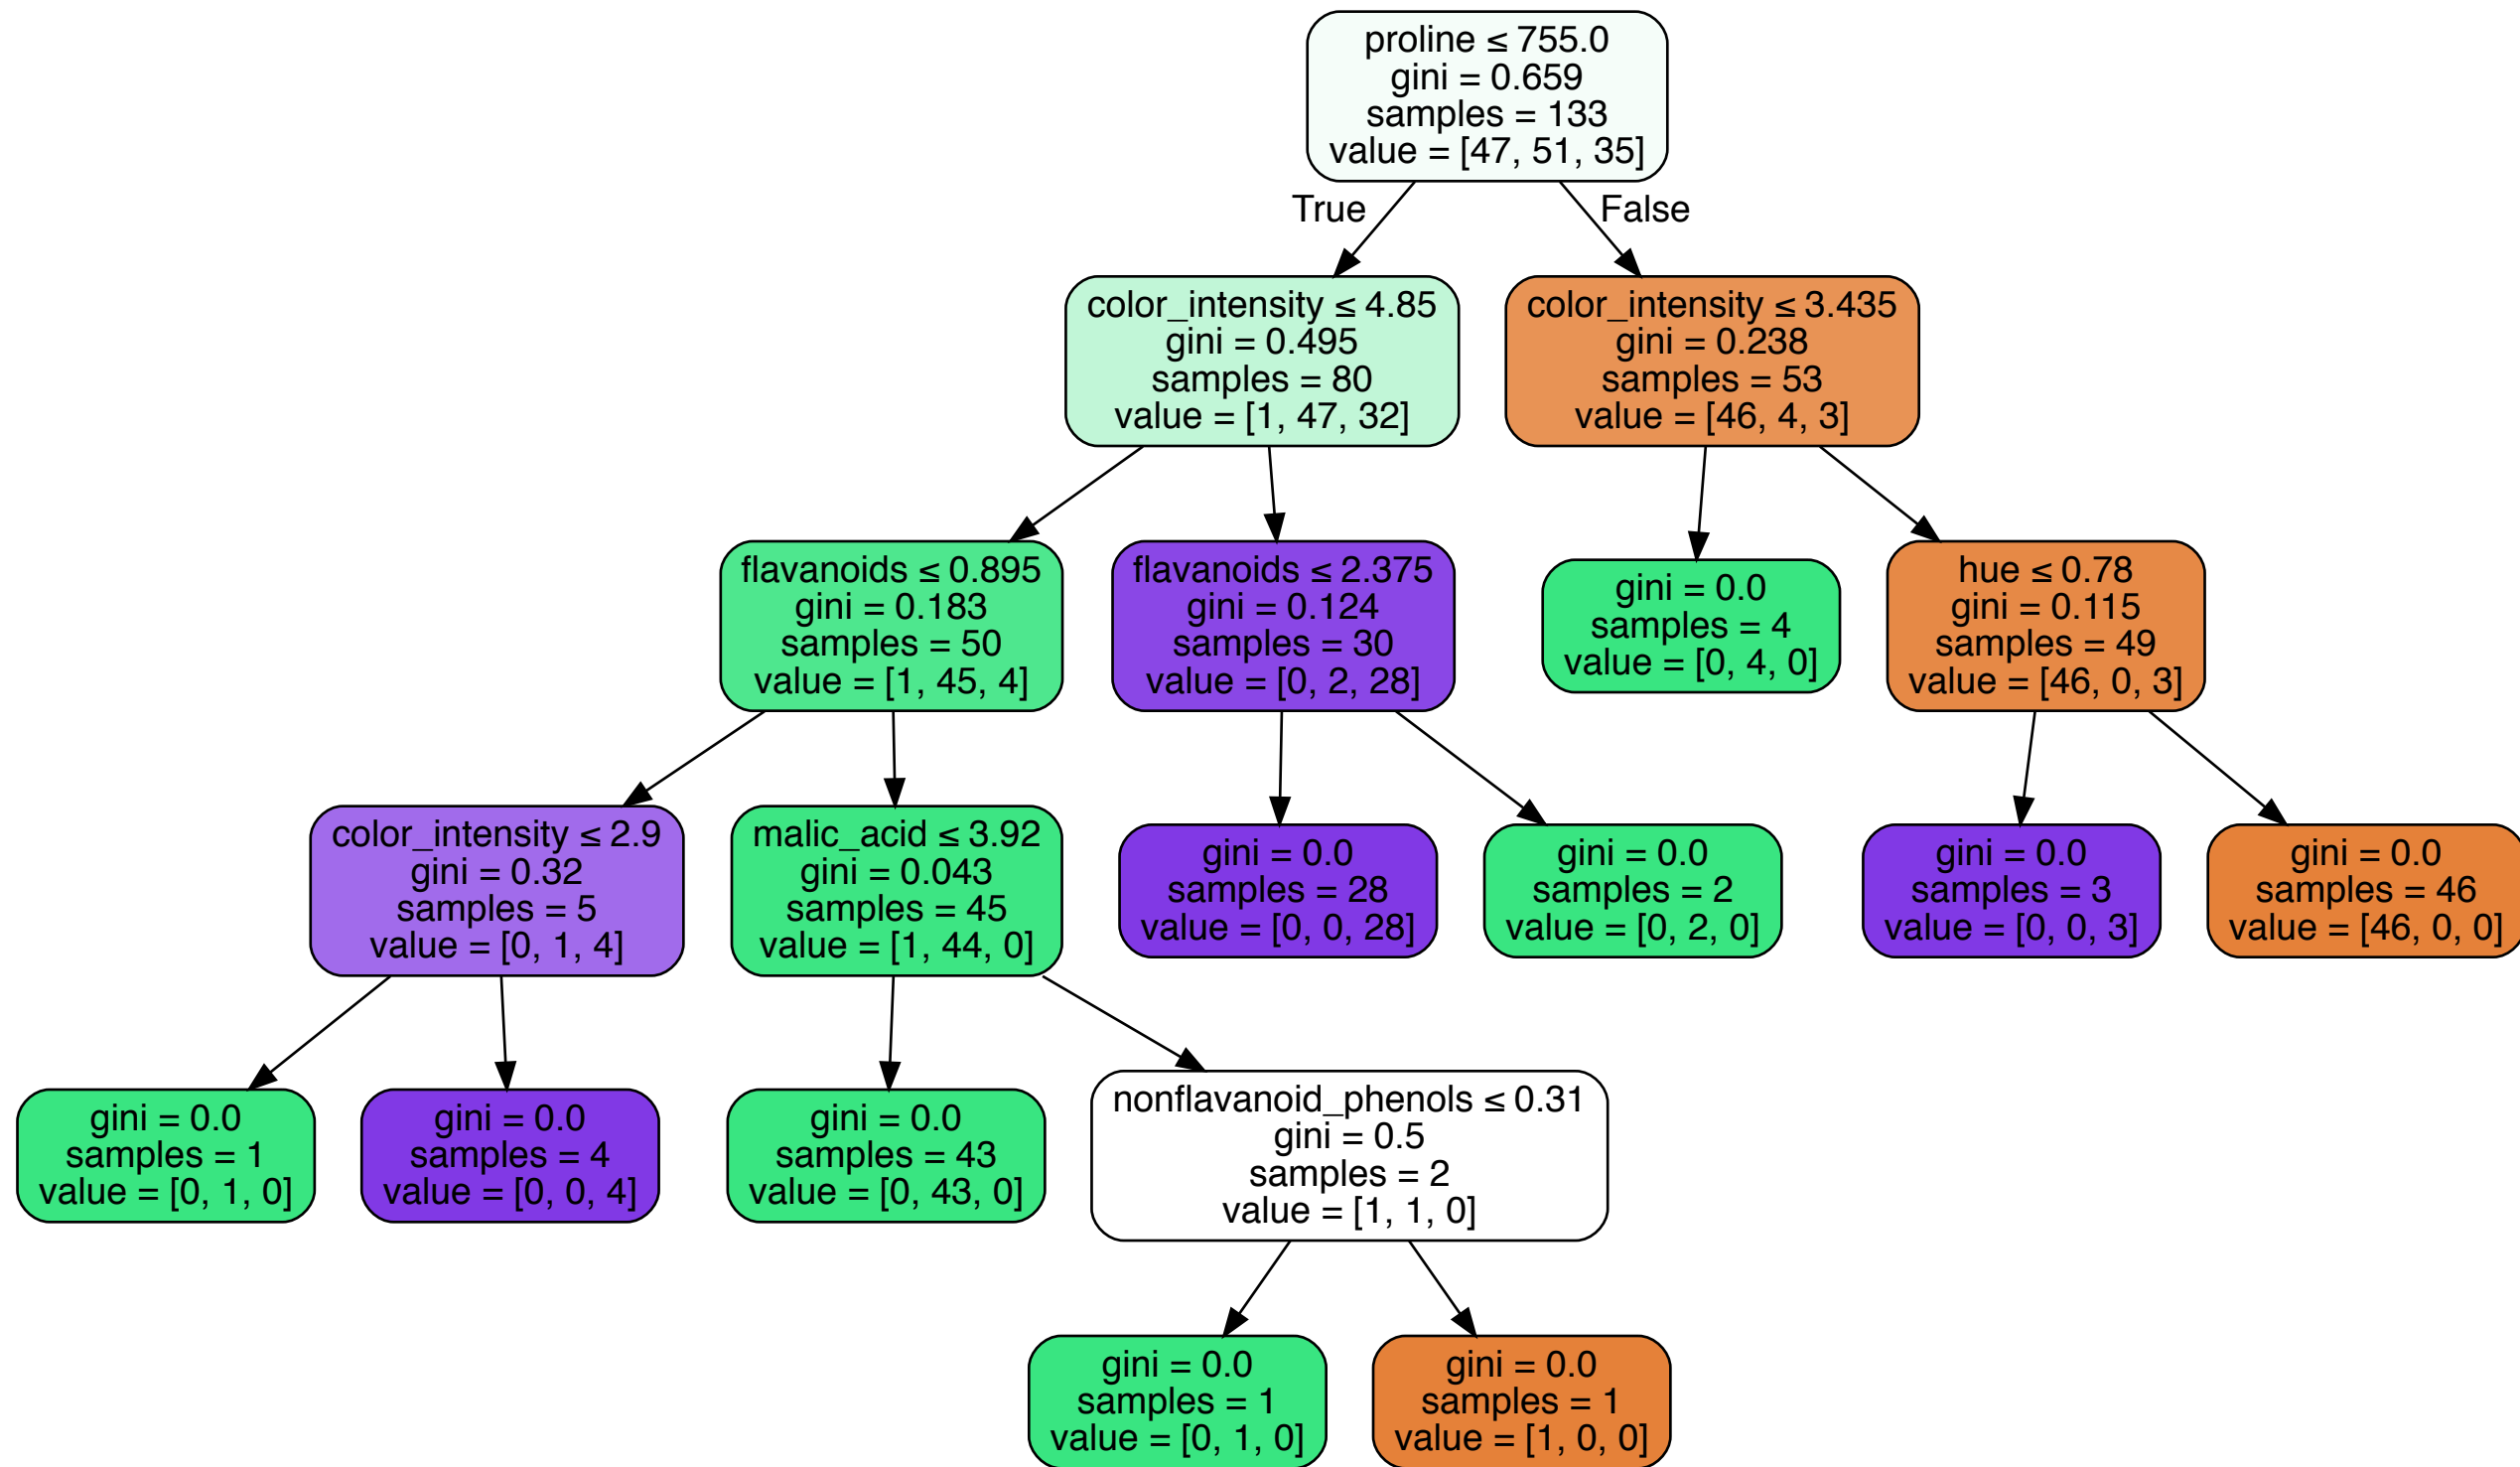 proline ≤ 755.0
gini = 0.659
samples = 133
value = [47, 51, 35]
True
False
color_intensity ≤ 4.85
gini = 0.495
samples = 80
value = [1, 47, 32]
color_intensity ≤ 3.435
gini = 0.238
samples = 53
value = [46, 4, 3]
flavanoids ≤ 0.895
gini = 0.183
samples = 50
value = [1, 45, 4]
flavanoids ≤ 2.375
gini = 0.124
samples = 30
value = [0, 2, 28]
gini = 0.0
samples = 4
value = [0, 4, 0]
hue ≤ 0.78
gini = 0.115
samples = 49
value = [46, 0, 3]
color_intensity ≤ 2.9
gini = 0.32
samples = 5
value = [0, 1, 4]
malic_acid ≤ 3.92
gini = 0.043
samples = 45
value = [1, 44, 0]
gini = 0.0
samples = 28
value = [0, 0, 28]
gini = 0.0
samples = 2
value = [0, 2, 0]
gini = 0.0
samples = 3
value = [0, 0, 3]
gini = 0.0
samples = 46
value = [46, 0, 0]
gini = 0.0
samples = 1
value = [0, 1, 0]
gini = 0.0
samples = 4
value = [0, 0, 4]
gini = 0.0
samples = 43
value = [0, 43, 0]
nonflavanoid_phenols ≤ 0.31
gini = 0.5
samples = 2
value = [1, 1, 0]
gini = 0.0
samples = 1
value = [0, 1, 0]
gini = 0.0
samples = 1
value = [1, 0, 0]